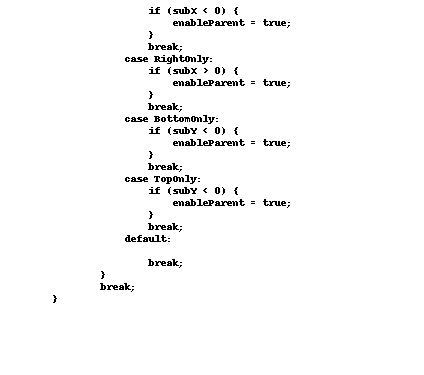 if (subX < 0) {
enableParent = true;
}
break;
case RightOnly:
if (subX > 0) {
enableParent = true;
}
break;
case BottomOnly:
if (subY < 0) {
enableParent = true;
}
break;
case TopOnly:
if (subY < 0) {
enableParent = true;
}
break;
default:
break;
}
break;
}